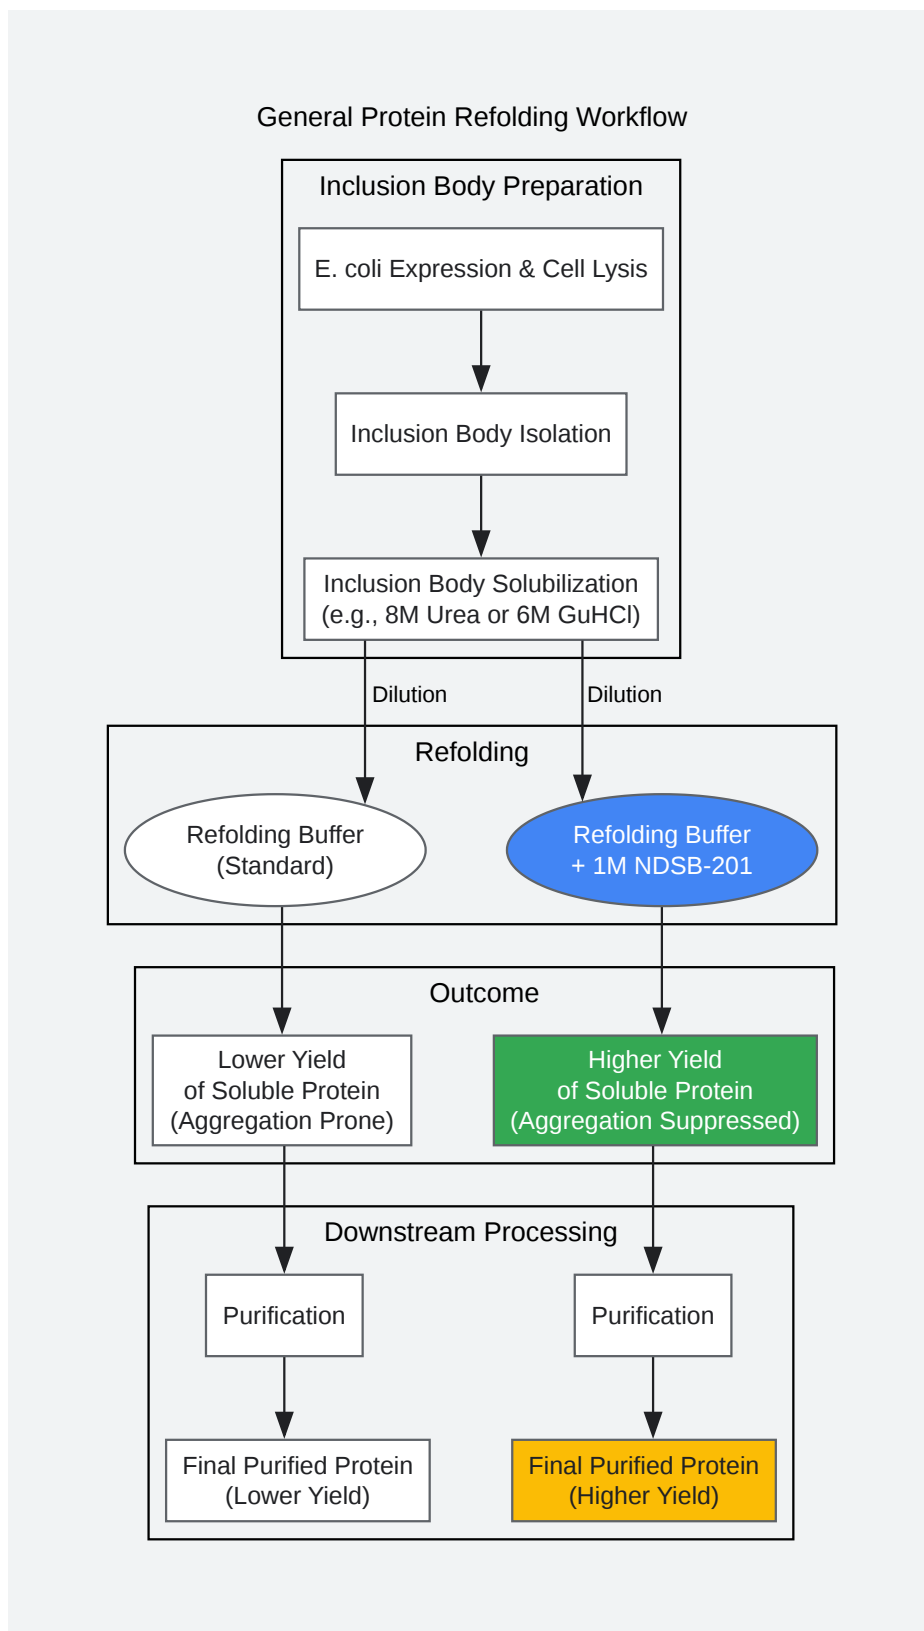 General Protein Refolding Workflow
Inclusion Body Preparation
E. coli Expression & Cell Lysis
Inclusion Body Isolation
Inclusion Body Solubilization
(e.g., 8M Urea or 6M GuHCl)
Dilution
Dilution
Refolding
Refolding Buffer
(Standard)
Refolding Buffer
+ 1M NDSB-201
Outcome
Lower Yield
of Soluble Protein
(Aggregation Prone)
Higher Yield
of Soluble Protein
(Aggregation Suppressed)
Downstream Processing
Purification
Purification
Final Purified Protein
(Lower Yield)
Final Purified Protein
(Higher Yield)